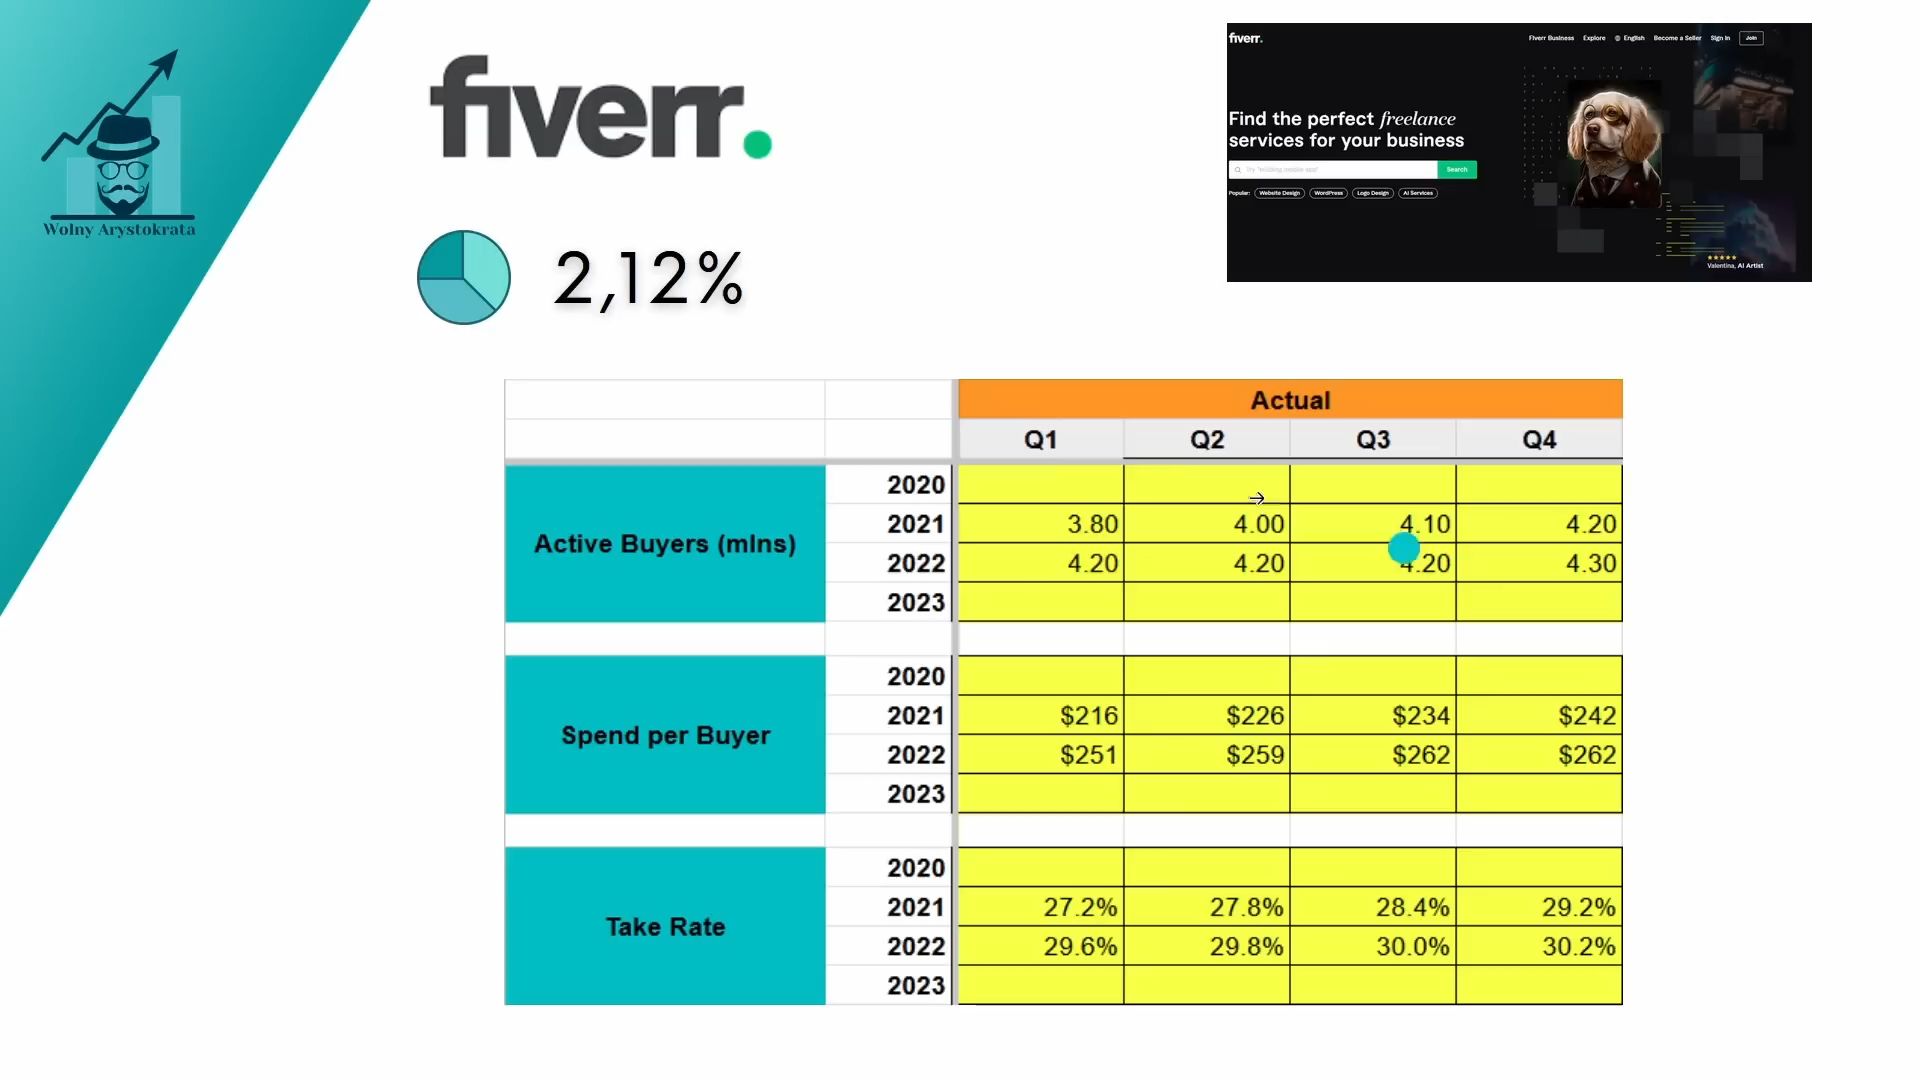 Wolny Arystokrata
fiverr.
2,12%
fiverr.
Fiverr Business Explore English Become a Seller Sign In Join
Find the perfect freelance
services for your business
Search
Popular: Website Design WordPress Logo Design AI Services
Valentina, AI Artist
Actual
Q1 Q2 Q3 Q4
Active Buyers (mlns)
2020
2021 3.80 4.00 4.10 4.20
2022 4.20 4.20 4.20 4.30
2023
Spend per Buyer
2020
2021 $216 $226 $234 $242
2022 $251 $259 $262 $262
2023
Take Rate
2020
2021 27.2% 27.8% 28.4% 29.2%
2022 29.6% 29.8% 30.0% 30.2%
2023